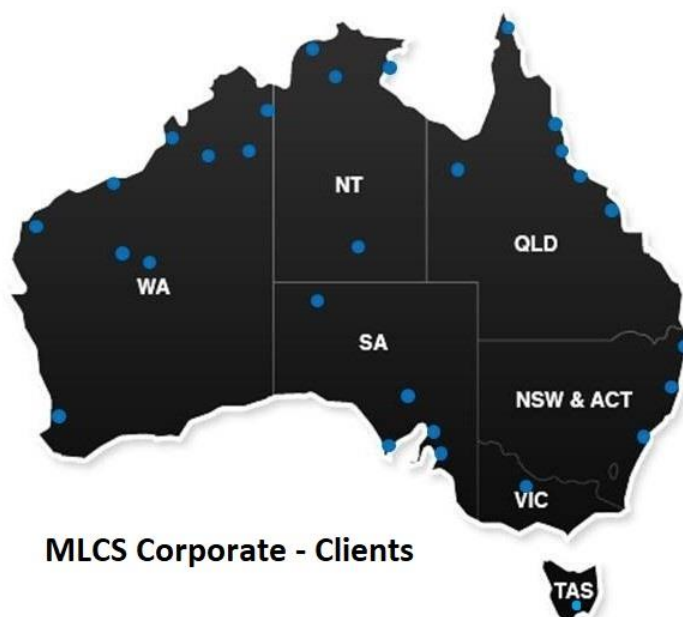 NT
QLD
WA
SA
NSW & ACT
VIC
MLCS Corporate - Clients
TAS